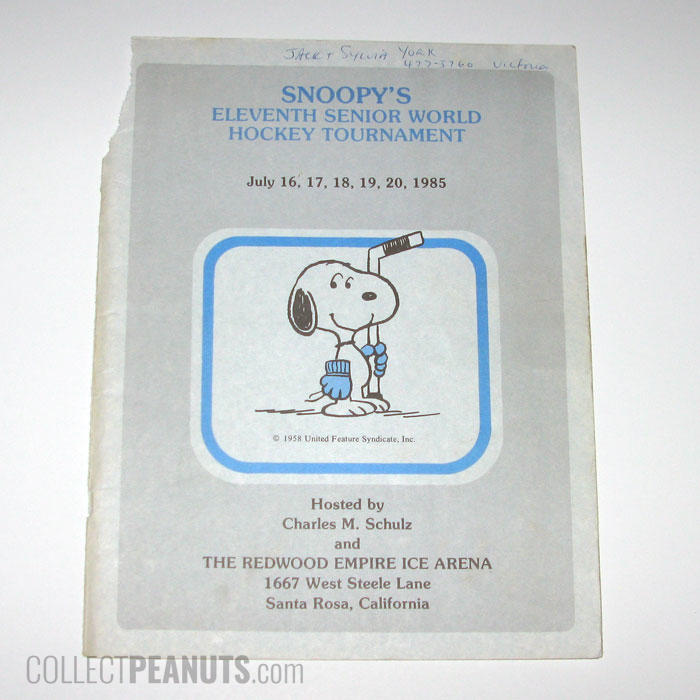 JACK + SYLVIA YORK
477-3760 Victoria
SNOOPY'S
ELEVENTH SENIOR WORLD
HOCKEY TOURNAMENT
July 16, 17, 18, 19, 20, 1985
© 1958 United Feature Syndicate, Inc.
Hosted by
Charles M. Schulz
and
THE REDWOOD EMPIRE ICE ARENA
1667 West Steele Lane
Santa Rosa, California
COLLECTPEANUTS.com